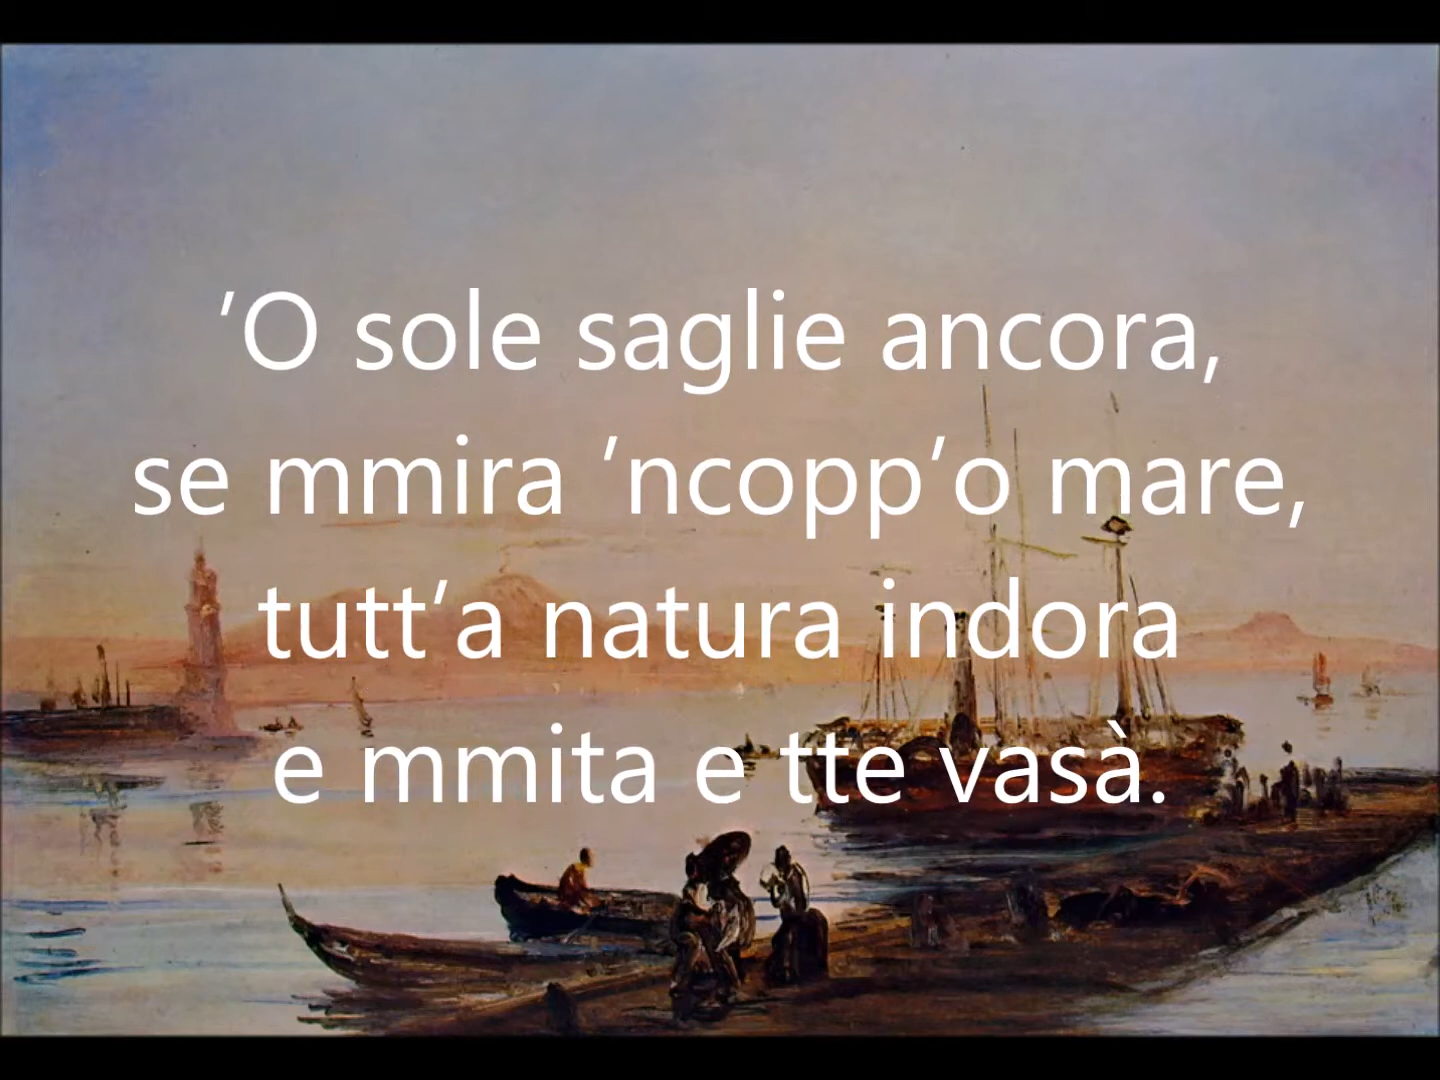 ’O sole saglie ancora,
se mmira ’ncopp’o mare,
tutt’a natura indora
e mmita e tte vasà.